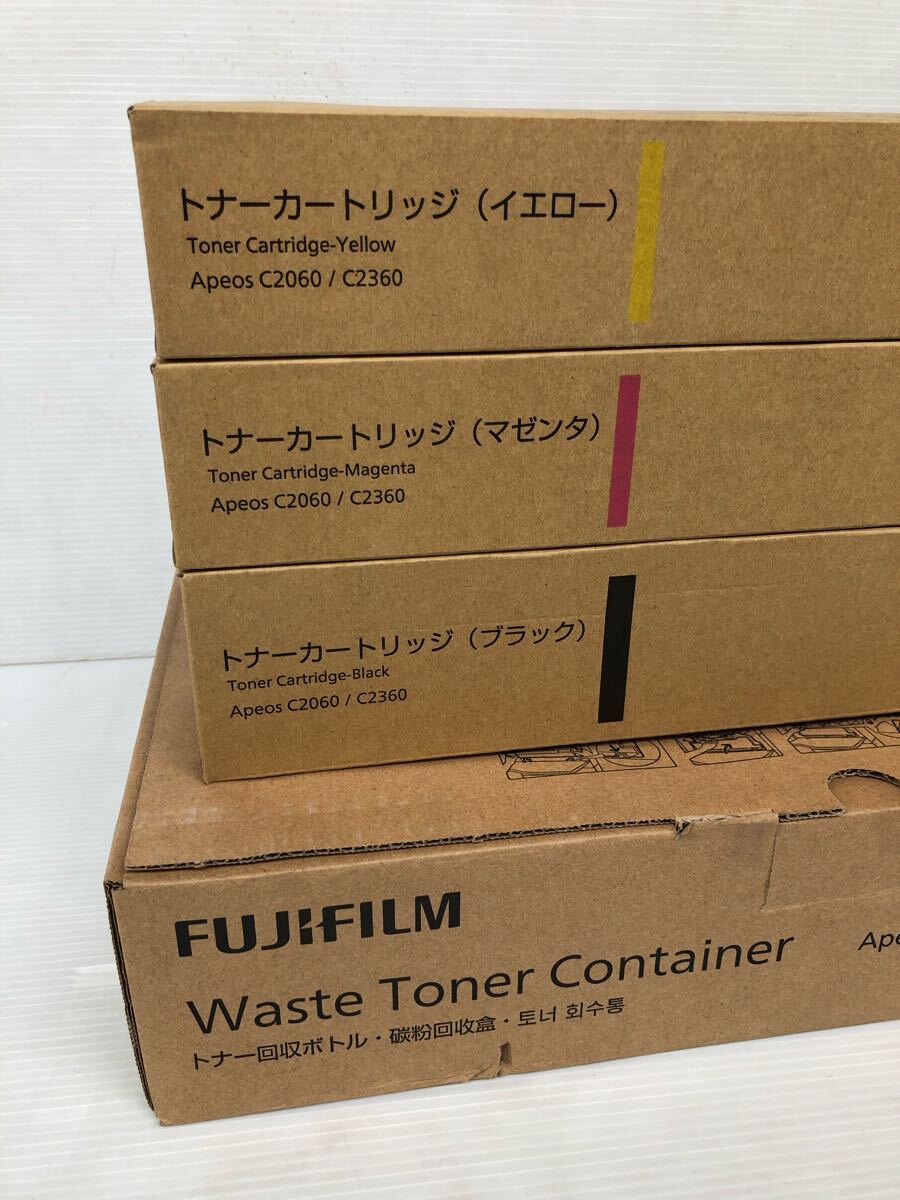 トナーカートリッジ（イエロー）
Toner Cartridge-Yellow
Apeos C2060 / C2360
トナーカートリッジ（マゼンタ）
Toner Cartridge-Magenta
Apeos C2060 / C2360
トナーカートリッジ（ブラック）
Toner Cartridge-Black
Apeos C2060 / C2360
FUJIFILM
Waste Toner Container
トナー回収ボトル・碳粉回收盒・토너 회수통